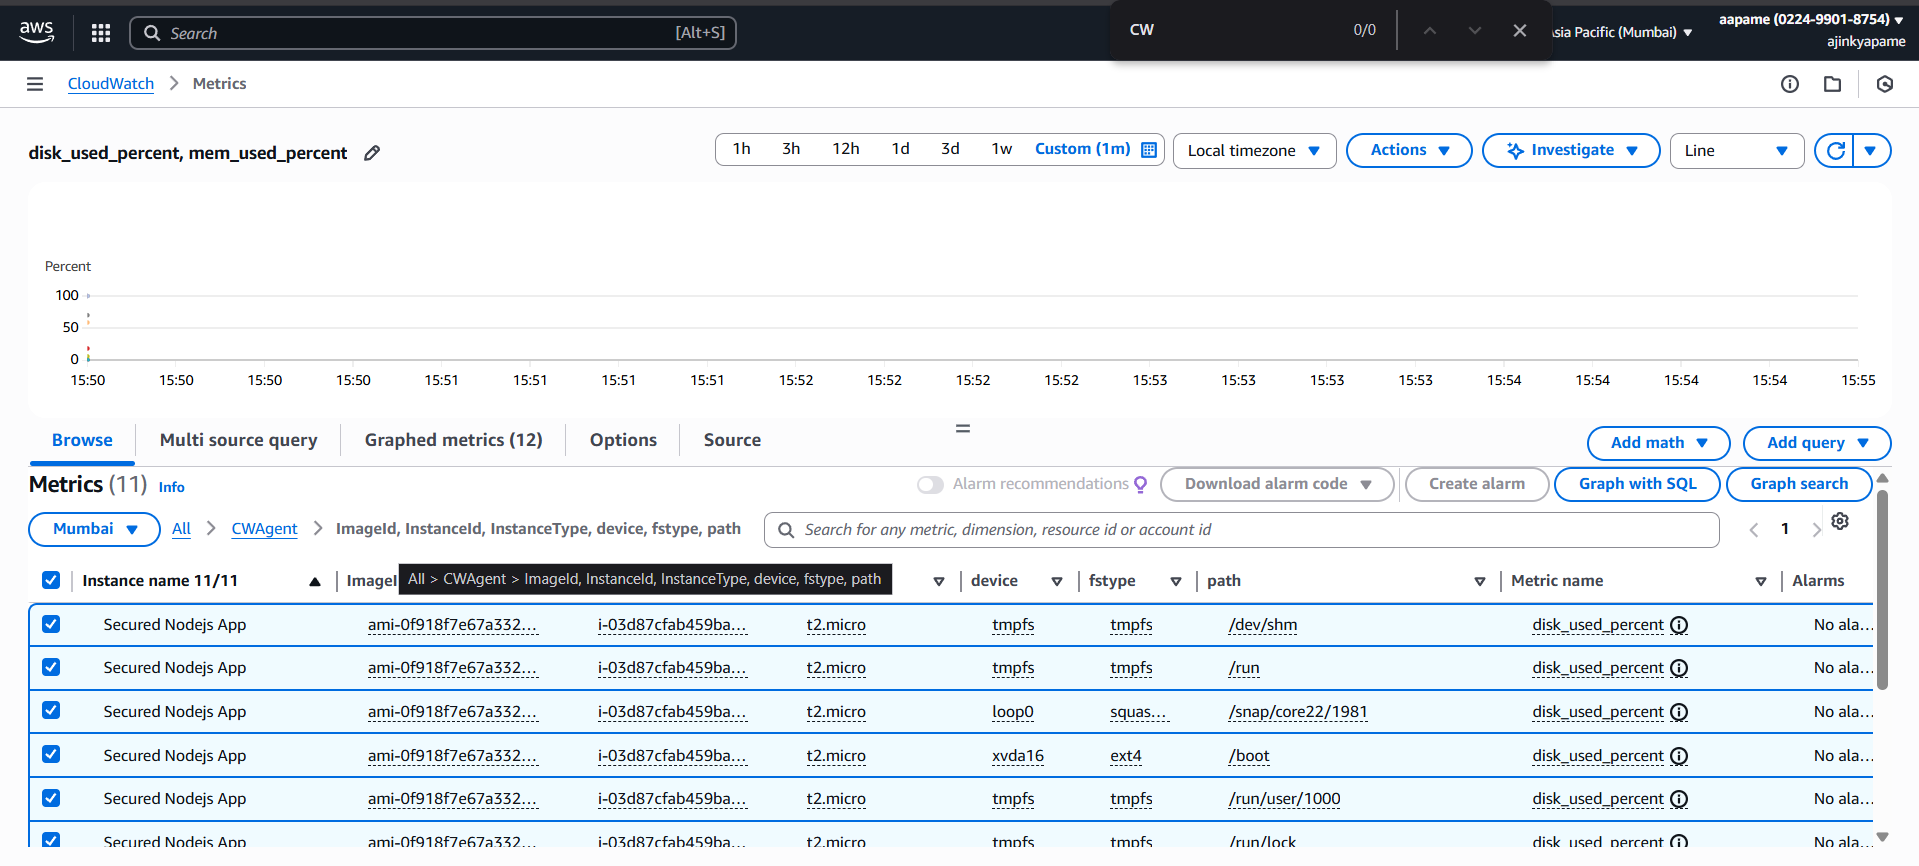 aws
Search [Alt+S]
CW 0/0
sia Pacific (Mumbai)
aapame (0224-9901-8754)
ajinkyapame
CloudWatch Metrics
disk_used_percent, mem_used_percent
1h 3h 12h 1d 3d 1w Custom (1m) Local timezone Actions Investigate Line
Percent
100
50
0
15:50 15:50 15:50 15:50 15:51 15:51 15:51 15:51 15:52 15:52 15:52 15:52 15:53 15:53 15:53 15:53 15:54 15:54 15:54 15:54 15:55
Browse Multi source query Graphed metrics (12) Options Source Add math Add query
Metrics (11) Info Alarm recommendations Download alarm code Create alarm Graph with SQL Graph search
Mumbai All CWAgent ImageId, InstanceId, InstanceType, device, fstype, path Search for any metric, dimension, resource id or account id 1
Instance name 11/11 ImageI All > CWAgent > ImageId, InstanceId, InstanceType, device, fstype, path device fstype path Metric name Alarms
Secured Nodejs App ami-0f918f7e67a332... i-03d87cfab459ba... t2.micro tmpfs tmpfs /dev/shm disk_used_percent No ala...
Secured Nodejs App ami-0f918f7e67a332... i-03d87cfab459ba... t2.micro tmpfs tmpfs /run disk_used_percent No ala...
Secured Nodejs App ami-0f918f7e67a332... i-03d87cfab459ba... t2.micro loop0 squas... /snap/core22/1981 disk_used_percent No ala...
Secured Nodejs App ami-0f918f7e67a332... i-03d87cfab459ba... t2.micro xvda16 ext4 /boot disk_used_percent No ala...
Secured Nodejs App ami-0f918f7e67a332... i-03d87cfab459ba... t2.micro tmpfs tmpfs /run/user/1000 disk_used_percent No ala...
Secured Nodejs App ami-0f918f7e67a332... i-03d87cfab459ba... t2.micro tmpfs tmpfs /run/lock disk_used_percent No ala...